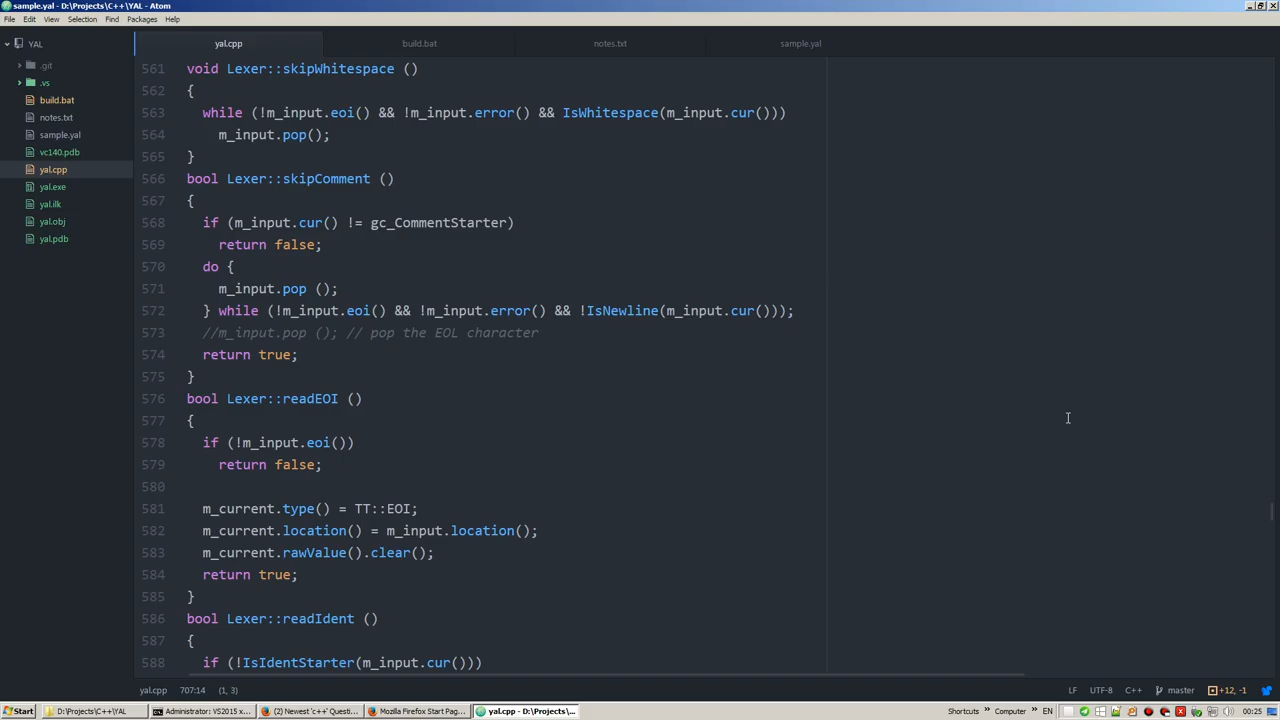 sample.yal - D:\Projects\C++\YAL - Atom
File Edit View Selection Find Packages Help
YAL
.git
.vs
build.bat
notes.txt
sample.yal
vc140.pdb
yal.cpp
yal.exe
yal.ilk
yal.obj
yal.pdb
yal.cpp build.bat notes.txt sample.yal
561 void Lexer::skipWhitespace ()
562 {
563 while (!m_input.eoi() && !m_input.error() && IsWhitespace(m_input.cur()))
564 m_input.pop();
565 }
566 bool Lexer::skipComment ()
567 {
568 if (m_input.cur() != gc_CommentStarter)
569 return false;
570 do {
571 m_input.pop ();
572 } while (!m_input.eoi() && !m_input.error() && !IsNewline(m_input.cur()));
573 //m_input.pop (); // pop the EOL character
574 return true;
575 }
576 bool Lexer::readEOI ()
577 {
578 if (!m_input.eoi())
579 return false;
580
581 m_current.type() = TT::EOI;
582 m_current.location() = m_input.location();
583 m_current.rawValue().clear();
584 return true;
585 }
586 bool Lexer::readIdent ()
587 {
588 if (!IsIdentStarter(m_input.cur()))
yal.cpp 707:14 (1, 3) LF UTF-8 C++ master +12, -1
Start D:\Projects\C++\YAL Administrator: VS2015 x... (2) Newest 'c++' Questi... Mozilla Firefox Start Pag... yal.cpp - D:\Projects\... Shortcuts » Computer » EN 00:25